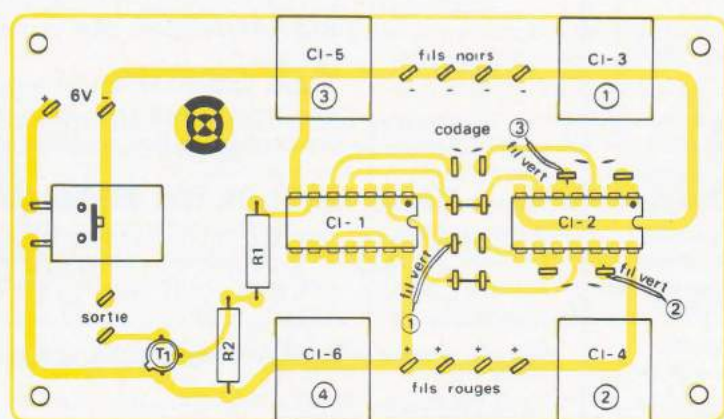 CI-5
fils noirs
CI-3
3
- - - -
1
+ 6V -
codage
3
fil vert
CI-1
CI-2
R1
fil vert
fil vert
1
2
sortie
T1
R2
CI-6
+ + + +
CI-4
4
fils rouges
2